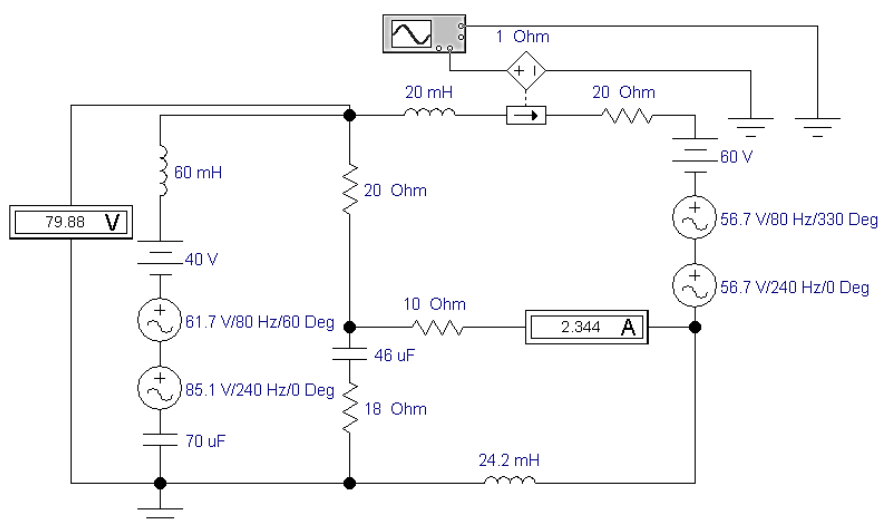 1 Ohm
20 mH
20 Ohm
60 mH
60 V
20 Ohm
79.88 V
56.7 V/80 Hz/330 Deg
40 V
56.7 V/240 Hz/0 Deg
10 Ohm
61.7 V/80 Hz/60 Deg
2.344 A
46 uF
85.1 V/240 Hz/0 Deg
18 Ohm
70 uF
24.2 mH